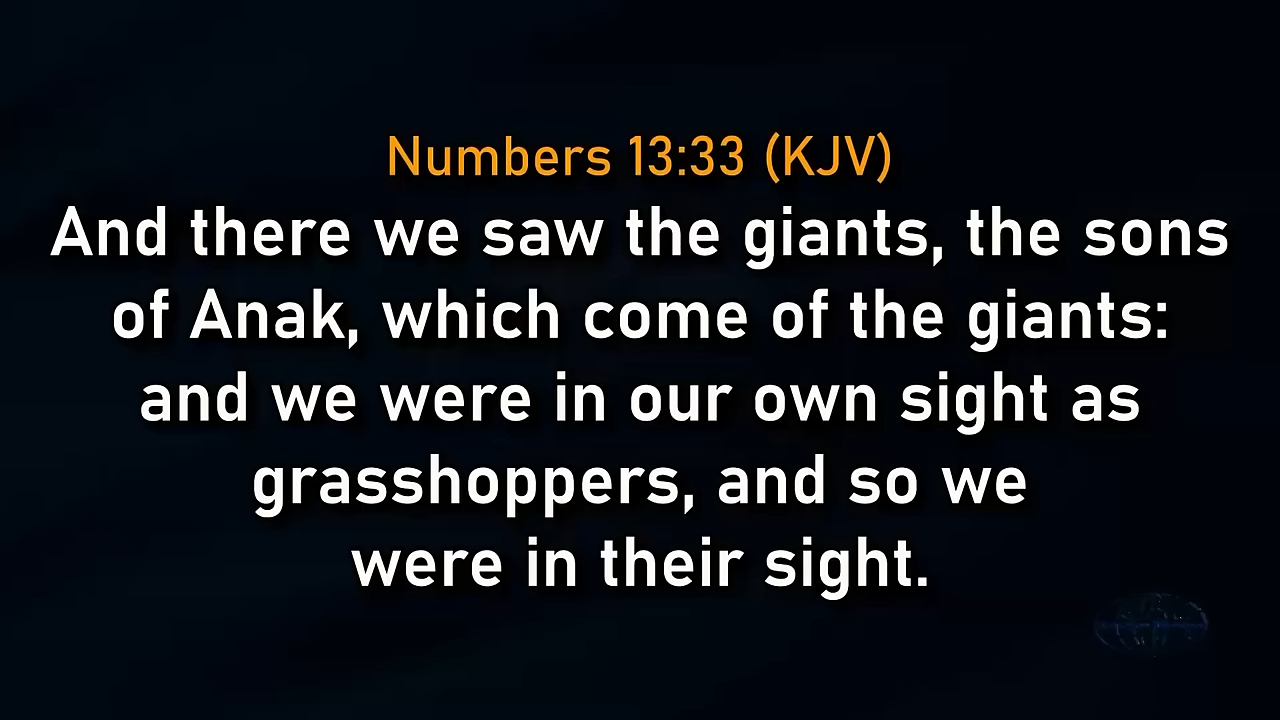 Numbers 13:33 (KJV)
And there we saw the giants, the sons
of Anak, which come of the giants:
and we were in our own sight as
grasshoppers, and so we
were in their sight.